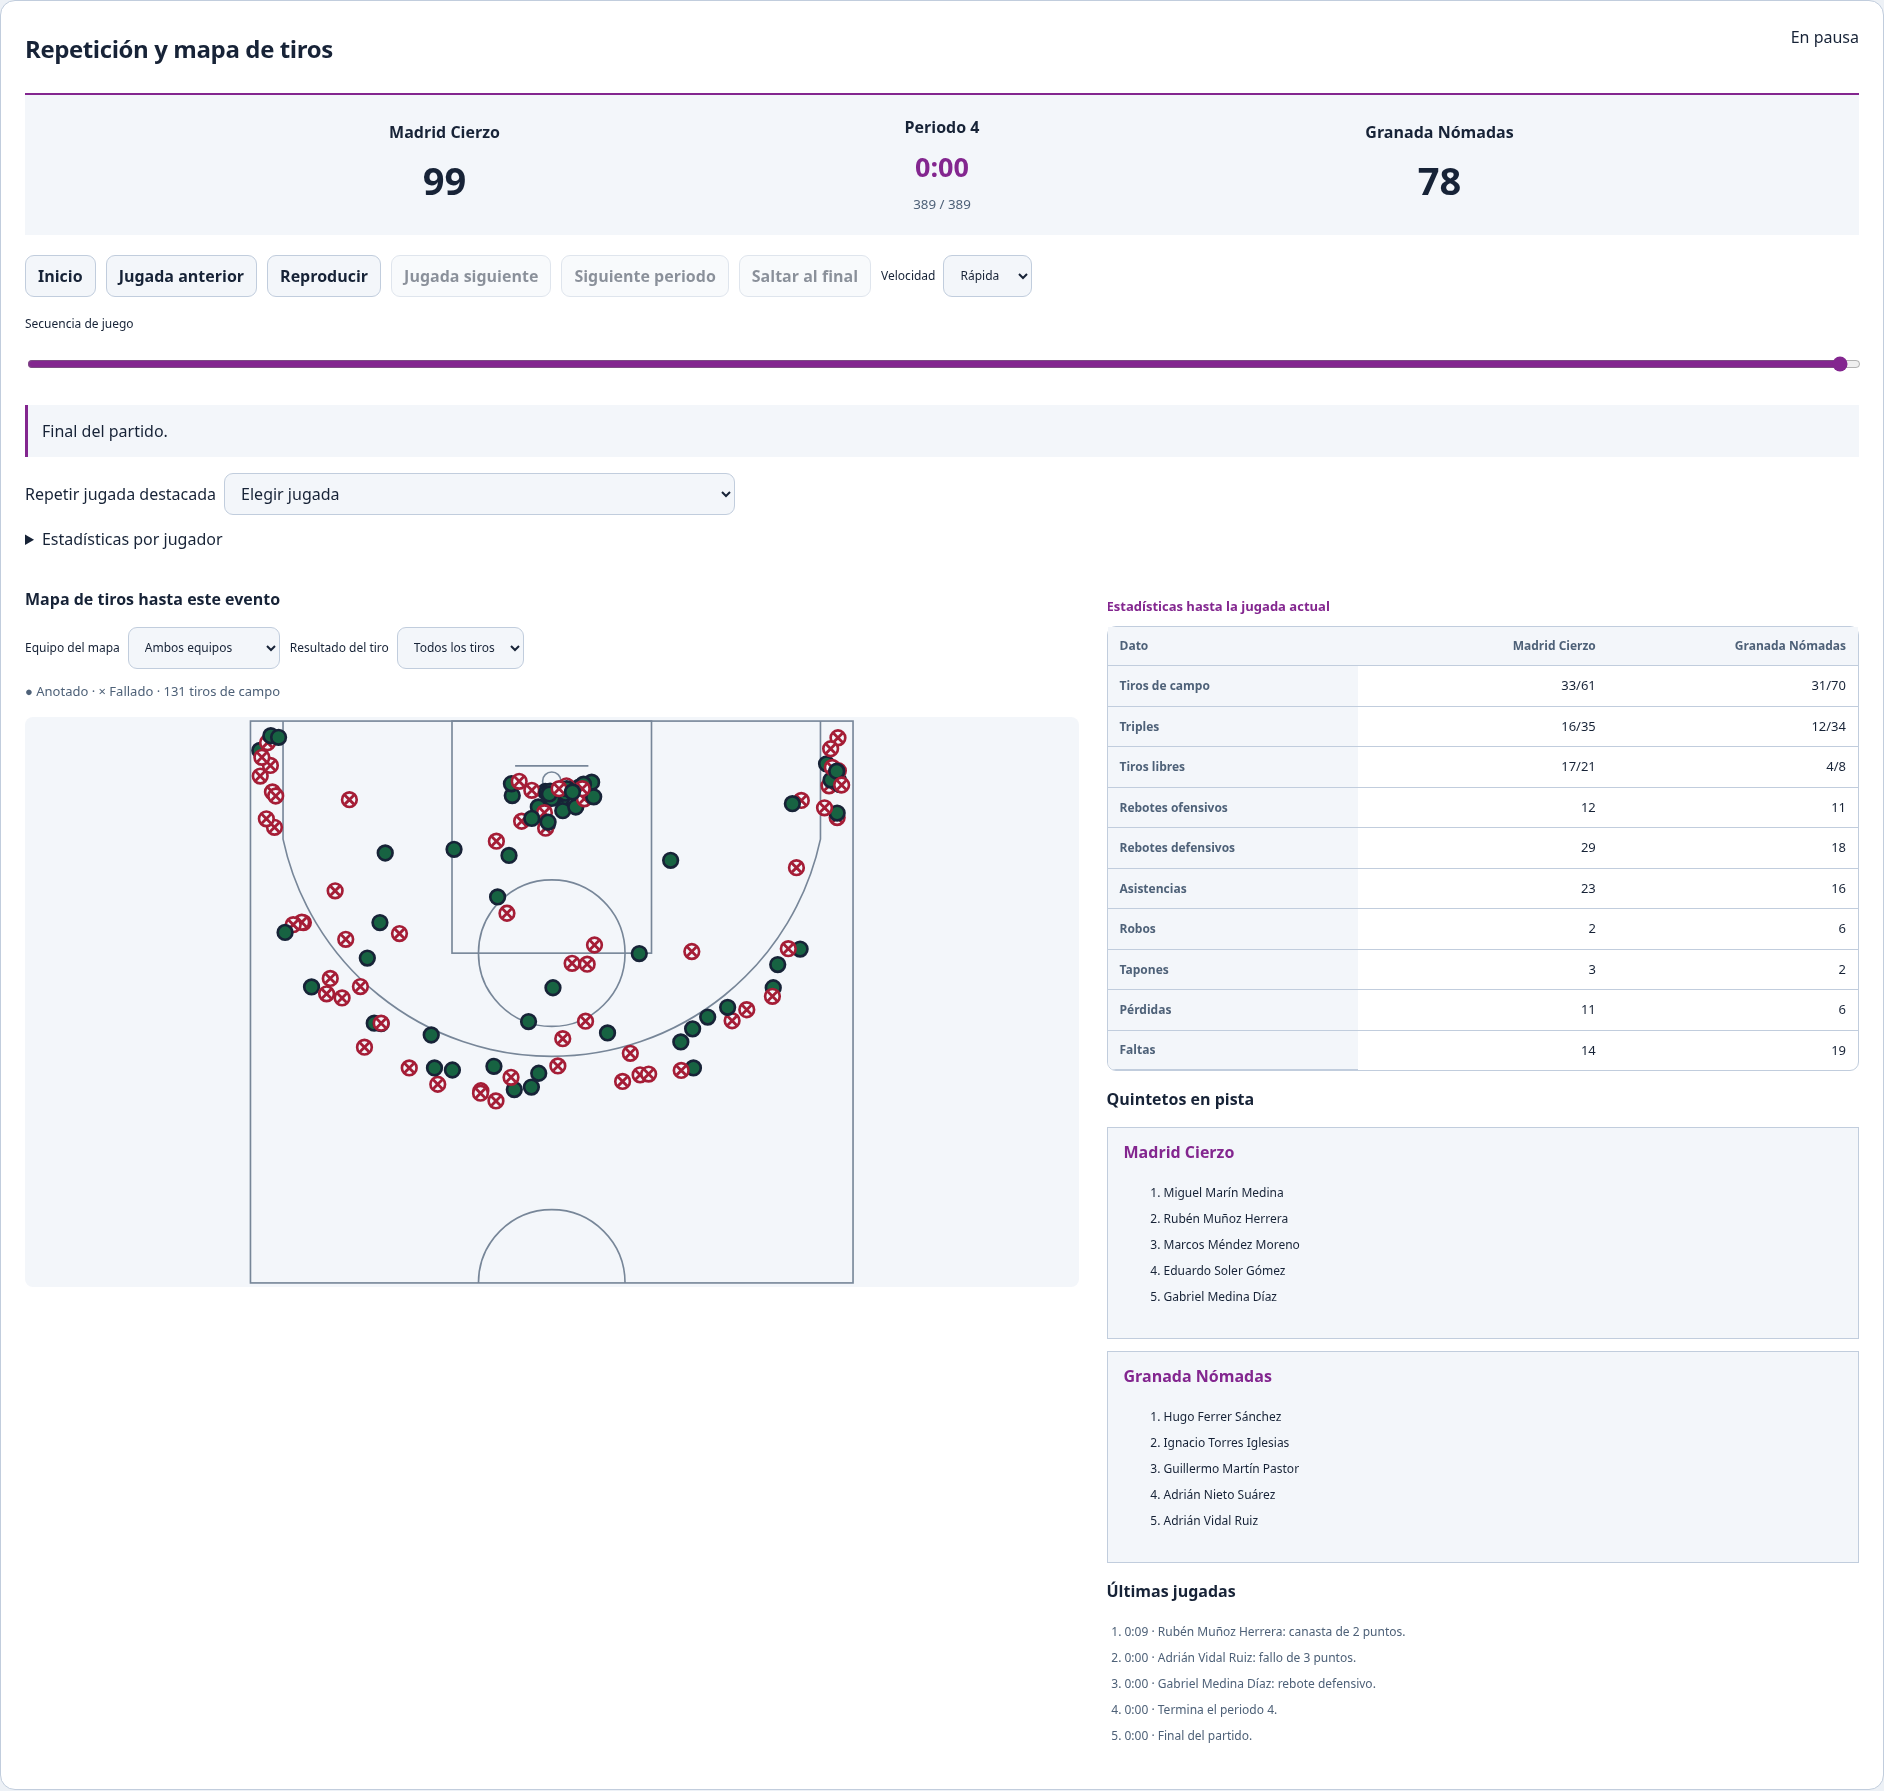 Repetición y mapa de tiros
En pausa
Madrid Cierzo
99
Periodo 4
0:00
389 / 389
Granada Nómadas
78
Inicio
Jugada anterior
Reproducir
Jugada siguiente
Siguiente periodo
Saltar al final
Velocidad
Rápida
Secuencia de juego
Final del partido.
Repetir jugada destacada
Elegir jugada
Estadísticas por jugador
Mapa de tiros hasta este evento
Equipo del mapa
Ambos equipos
Resultado del tiro
Todos los tiros
● Anotado · × Fallado · 131 tiros de campo
Estadísticas hasta la jugada actual
Dato Madrid Cierzo Granada Nómadas
Tiros de campo 33/61 31/70
Triples 16/35 12/34
Tiros libres 17/21 4/8
Rebotes ofensivos 12 11
Rebotes defensivos 29 18
Asistencias 23 16
Robos 2 6
Tapones 3 2
Pérdidas 11 6
Faltas 14 19
Quintetos en pista
Madrid Cierzo
1. Miguel Marín Medina
2. Rubén Muñoz Herrera
3. Marcos Méndez Moreno
4. Eduardo Soler Gómez
5. Gabriel Medina Díaz
Granada Nómadas
1. Hugo Ferrer Sánchez
2. Ignacio Torres Iglesias
3. Guillermo Martín Pastor
4. Adrián Nieto Suárez
5. Adrián Vidal Ruiz
Últimas jugadas
1. 0:09 · Rubén Muñoz Herrera: canasta de 2 puntos.
2. 0:00 · Adrián Vidal Ruiz: fallo de 3 puntos.
3. 0:00 · Gabriel Medina Díaz: rebote defensivo.
4. 0:00 · Termina el periodo 4.
5. 0:00 · Final del partido.